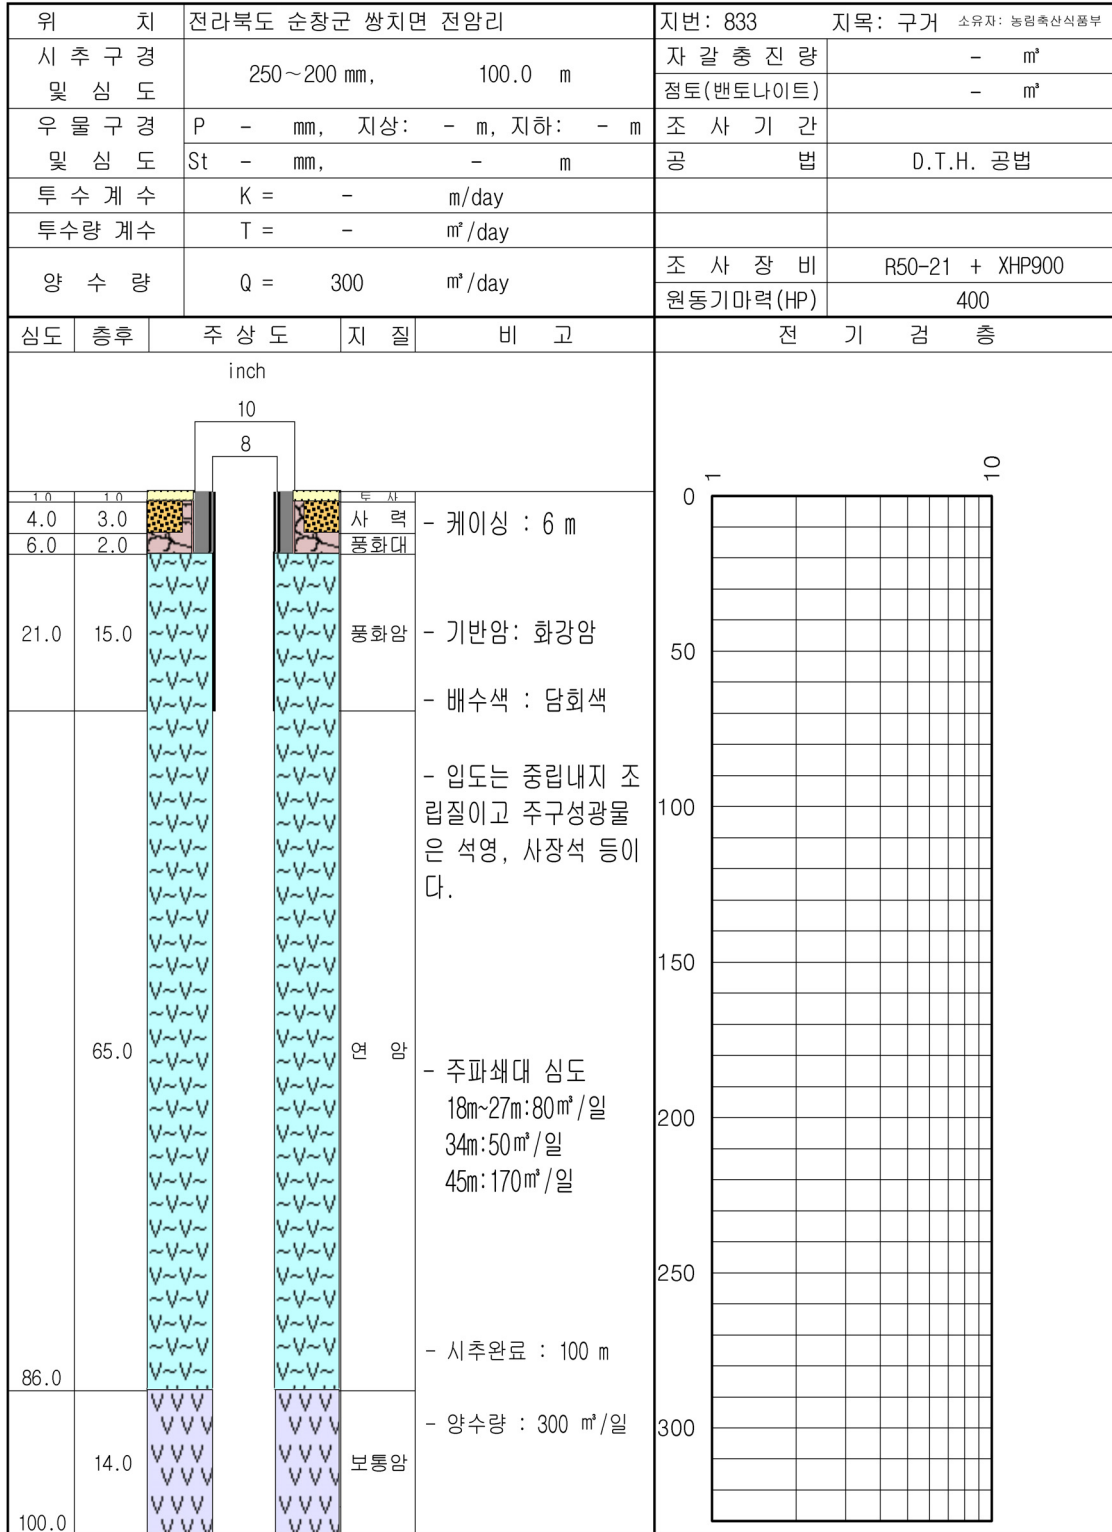 위 치 전라북도 순창군 쌍치면 전암리 지번: 833 지목: 구거 소유자: 농림축산식품부
시 추 구 경 및 심 도 250~200 mm, 100.0 m
자 갈 충 진 량 - m³
점토(밴토나이트) - m³
우 물 구 경 및 심 도 P - mm, 지상: - m, 지하: - m
St - mm, - m
조 사 기 간
공 법 D.T.H. 공법
투 수 계 수 K = - m/day
투수량 계수 T = - m²/day
양 수 량 Q = 300 m³/day
조 사 장 비 R50-21 + XHP900
원동기마력(HP) 400
심도 층후 주 상 도 지 질 비 고 전 기 검 층
inch
10
8
1.0 1.0 토 사
4.0 3.0 사 력
6.0 2.0 풍화대
21.0 15.0 풍화암
65.0 연 암
86.0
14.0 보통암
100.0
- 케이싱 : 6 m
- 기반암: 화강암
- 배수색 : 담회색
- 입도는 중립내지 조
립질이고 주구성광물
은 석영, 사장석 등이
다.
- 주파쇄대 심도
18m~27m:80m³/일
34m:50m³/일
45m:170m³/일
- 시추완료 : 100 m
- 양수량 : 300 m³/일
1 10
0
50
100
150
200
250
300